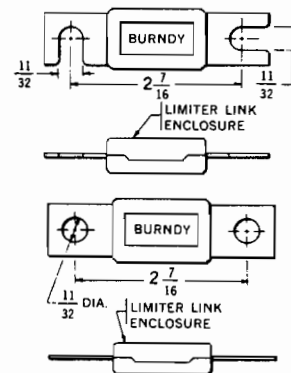 BURNDY
11/32
2 7/16
11/32
LIMITER LINK
ENCLOSURE
BURNDY
2 7/16
11/32 DIA.
LIMITER LINK
ENCLOSURE